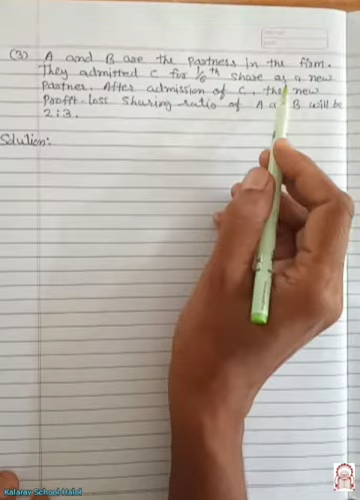 (3) A and B are the partners in the firm.
They admitted C for 1/6th share as a new
partner. After admission of C, the new
profit-loss sharing ratio of A B will be
2:3.
Solution:
Kalarav School Halol